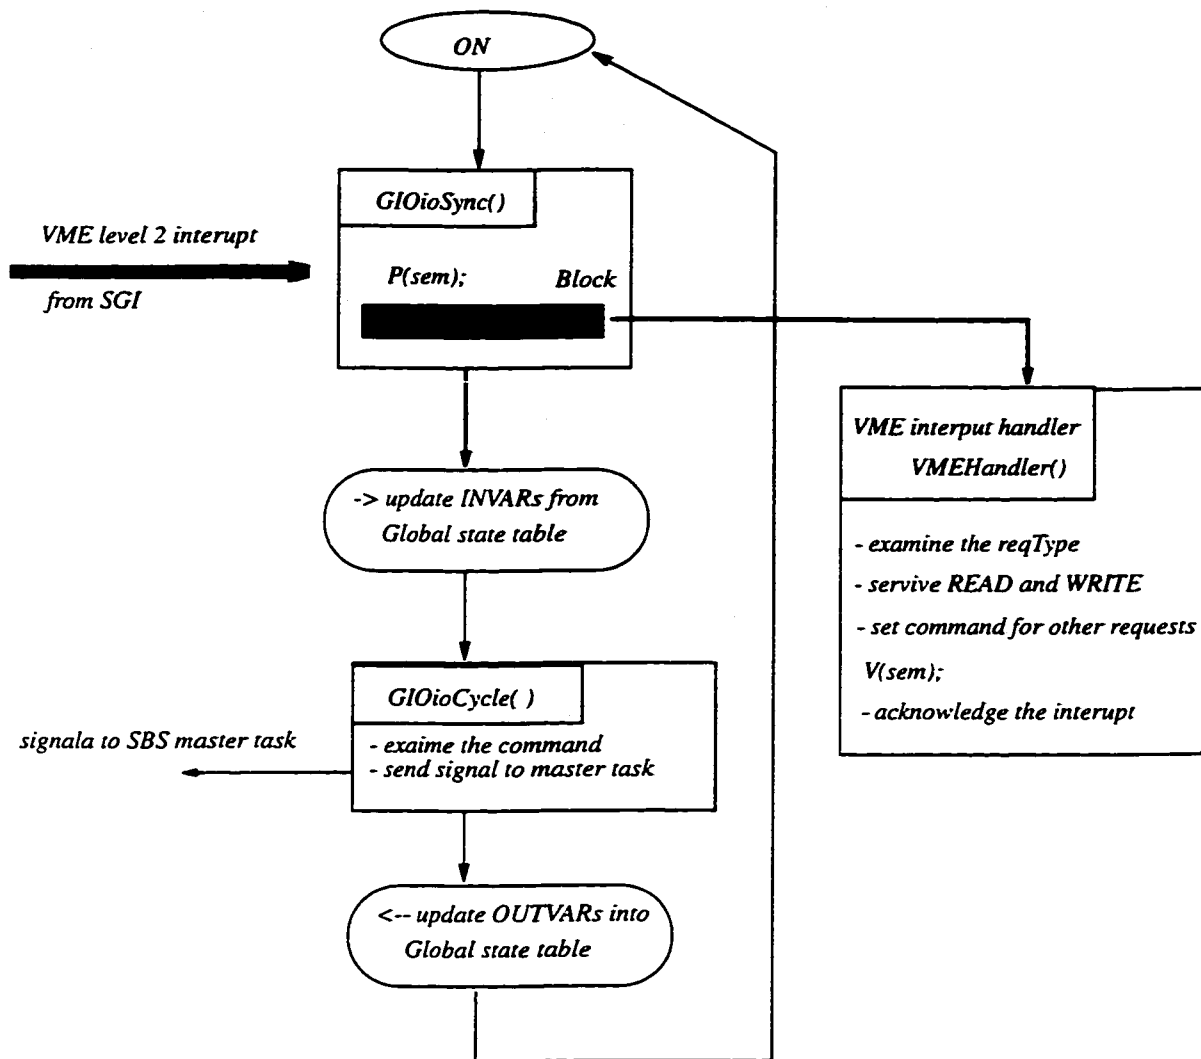 ON
GIOioSync()
VME level 2 interupt
from SGI
P(sem);
Block
VME interput handler
VMEHandler()
-> update INVARs from
Global state table
- examine the reqType
- servive READ and WRITE
- set command for other requests
V(sem);
- acknowledge the interupt
GIOioCycle( )
signala to SBS master task
- exaime the command
- send signal to master task
<-- update OUTVARs into
Global state table